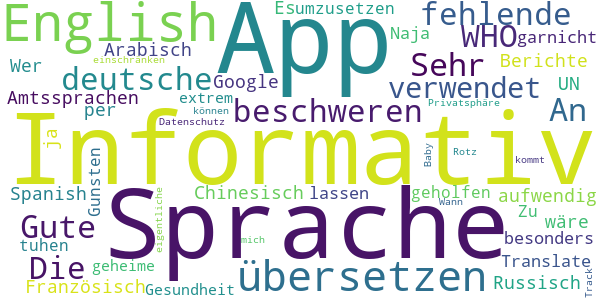 English App Esumzusetzen fehlende
Arabisch einschränken Naja WHO garnicht
Wer deutsche Google Sehr Berichte
Amtssprachen extrem verwendet UN
per können beschweren Privatsphäre An
Datenschutz
ja Informativ
Baby Rotz kommt
Gunsten
Spanish Chinesisch lassen geholfen aufwendig
eigentliche Sprache Wann Zu
Gute wäre
tuhen mich besonders
Die geheime übersetzen Translate
Französisch Gesundheit Russisch
Track